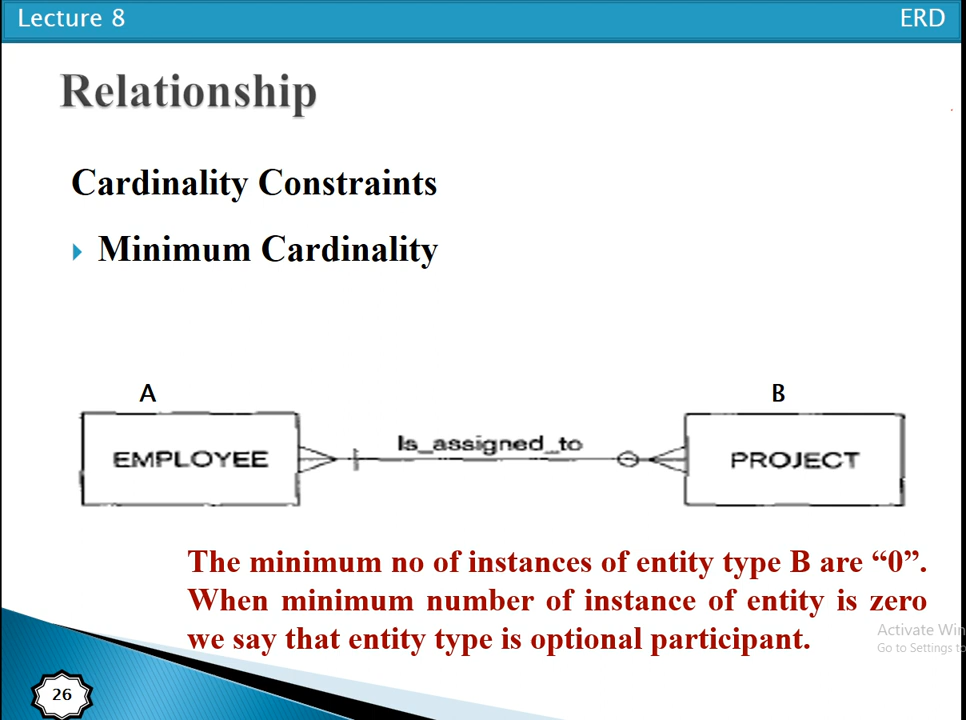 Lecture 8 ERD
Relationship
Cardinality Constraints
Minimum Cardinality
A B
EMPLOYEE Is_assigned_to PROJECT
The minimum no of instances of entity type B are “0”.
When minimum number of instance of entity is zero
we say that entity type is optional participant.
Activate Win
Go to Settings to
26